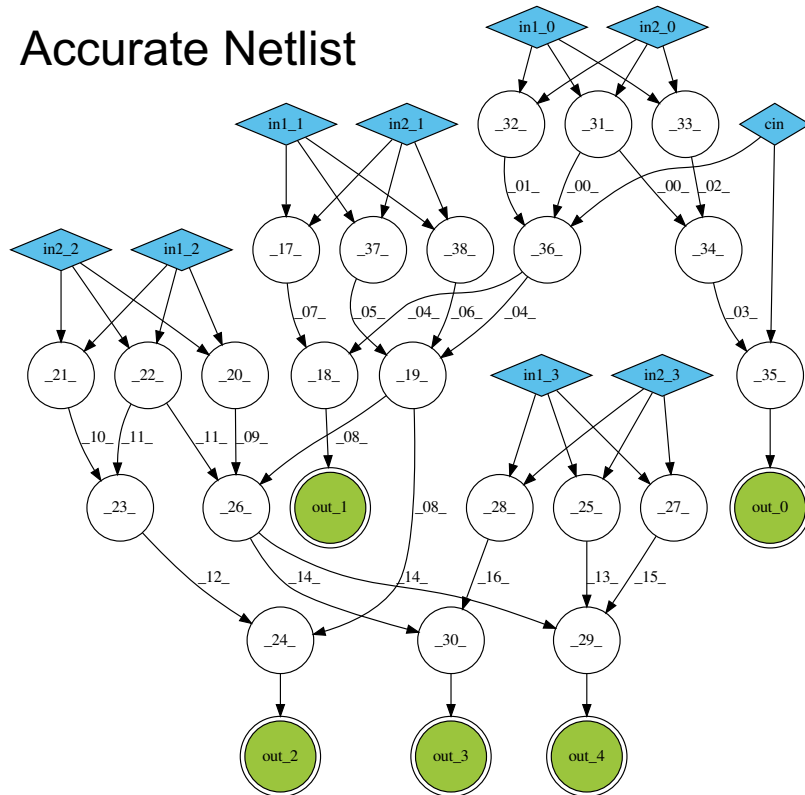 Accurate Netlist
in1_0 in2_0
_32_ _31_ _33_
in1_1 in2_1 cin
_01_ _00_ _00_ _02_
in2_2 in1_2 _17_ _37_ _38_ _36_ _34_
_07_ _05_ _06_ _04_ _04_ _03_
_21_ _22_ _20_ _18_ _19_ in1_3 in2_3 _35_
_10_ _11_ _11_ _09_ _08_
_23_ _26_ out_1 _08_ _28_ _25_ _27_ out_0
_12_ _14_ _14_ _16_ _13_ _15_
_24_ _30_ _29_
out_2 out_3 out_4